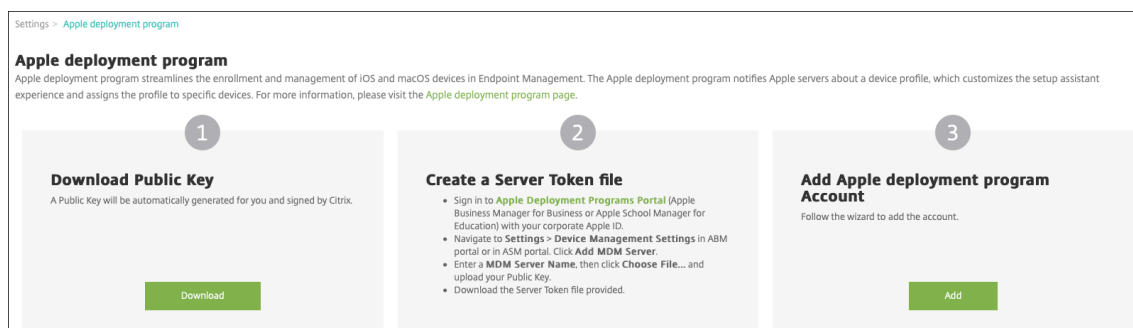 Settings > Apple deployment program
Apple deployment program
Apple deployment program streamlines the enrollment and management of iOS and macOS devices in Endpoint Management. The Apple deployment program notifies Apple servers about a device profile, which customizes the setup assistant
experience and assigns the profile to specific devices. For more information, please visit the Apple deployment program page.
1
Download Public Key
A Public Key will be automatically generated for you and signed by Citrix.
Download
2
Create a Server Token file
• Sign in to Apple Deployment Programs Portal (Apple
Business Manager for Business or Apple School Manager for
Education) with your corporate Apple ID.
• Navigate to Settings > Device Management Settings in ABM
portal or in ASM portal. Click Add MDM Server.
• Enter a MDM Server Name, then click Choose File... and
upload your Public Key.
• Download the Server Token file provided.
3
Add Apple deployment program
Account
Follow the wizard to add the account.
Add